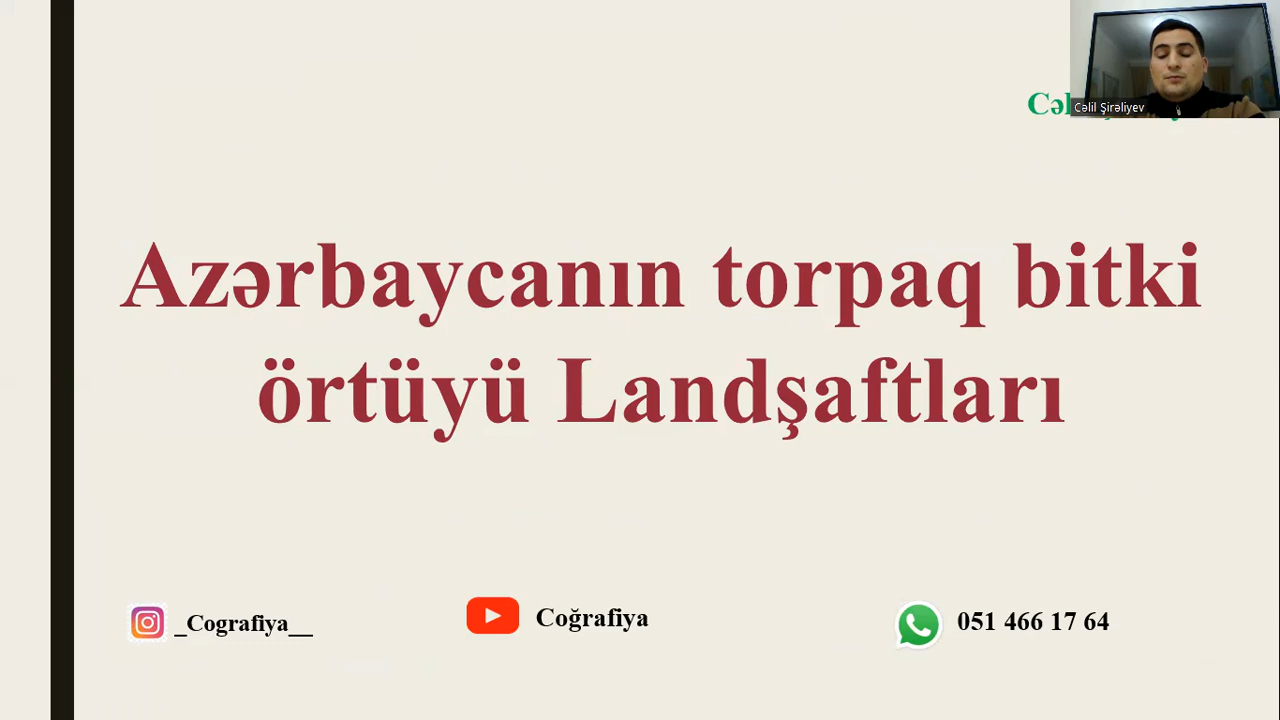 Cəlil Şirəliyev
Azərbaycanın torpaq bitki
örtüyü Landşaftları
_Cografiya__
Coğrafiya
051 466 17 64